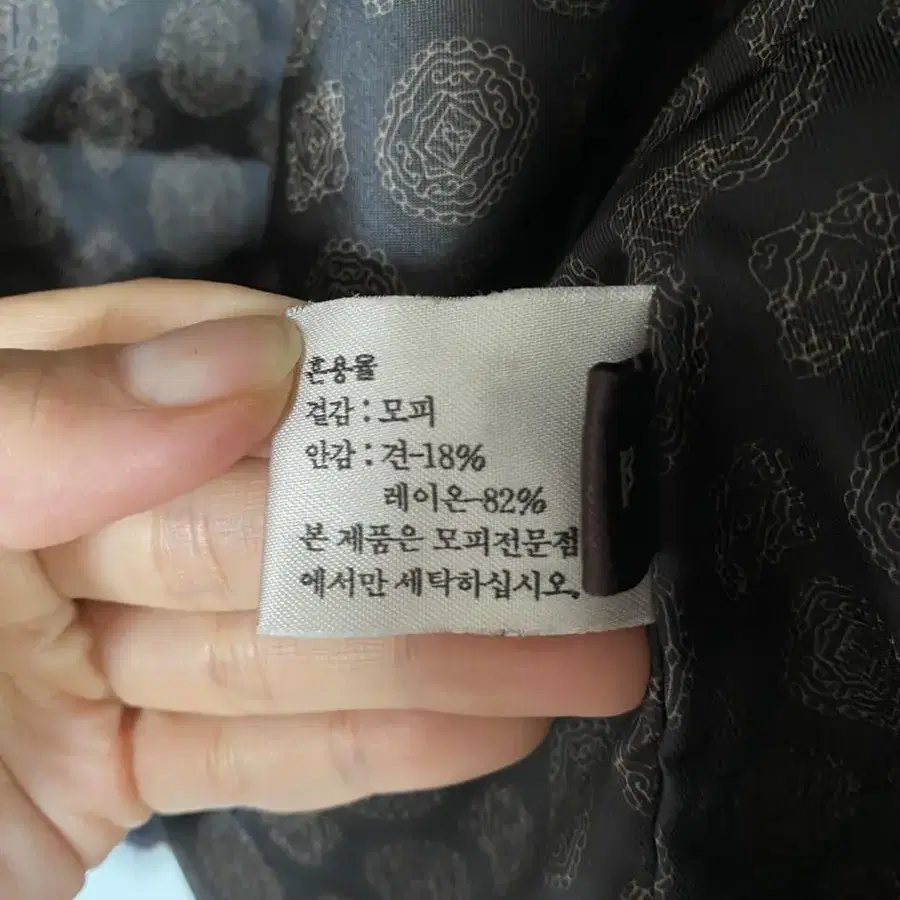 혼용율
겉감 : 모피
안감 : 견-18%
레이온-82%
본 제품은 모피전문점
에서만 세탁하십시오.